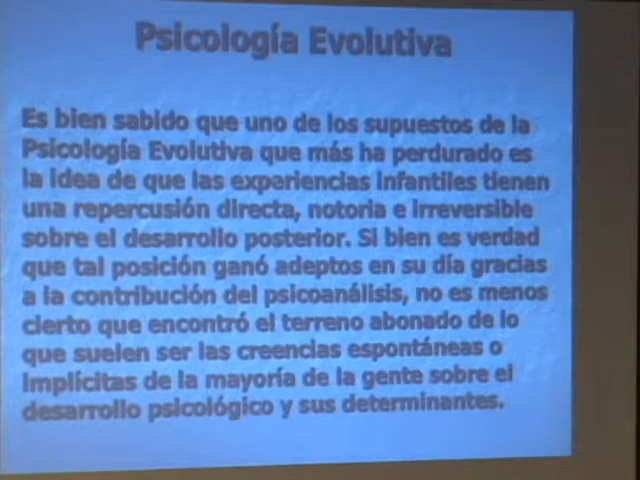 Psicología Evolutiva
Es bien sabido que uno de los supuestos de la
Psicología Evolutiva que más ha perdurado es
la idea de que las experiencias infantiles tienen
una repercusión directa, notoria e irreversible
sobre el desarrollo posterior. Si bien es verdad
que tal posición ganó adeptos en su día gracias
a la contribución del psicoanálisis, no es menos
cierto que encontró el terreno abonado de lo
que suelen ser las creencias espontáneas o
implícitas de la mayoría de la gente sobre el
desarrollo psicológico y sus determinantes.